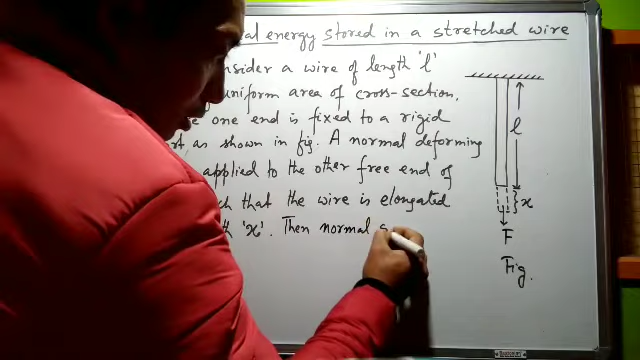 al energy stored in a stretched wire
nsider a wire of length 'l'
uniform area of cross-section.
e one end is fixed to a rigid
as shown in fig. A normal deforming
applied to the other free end of
ch that the wire is elongated
'x'. Then normal s
l
x
F
Fig.